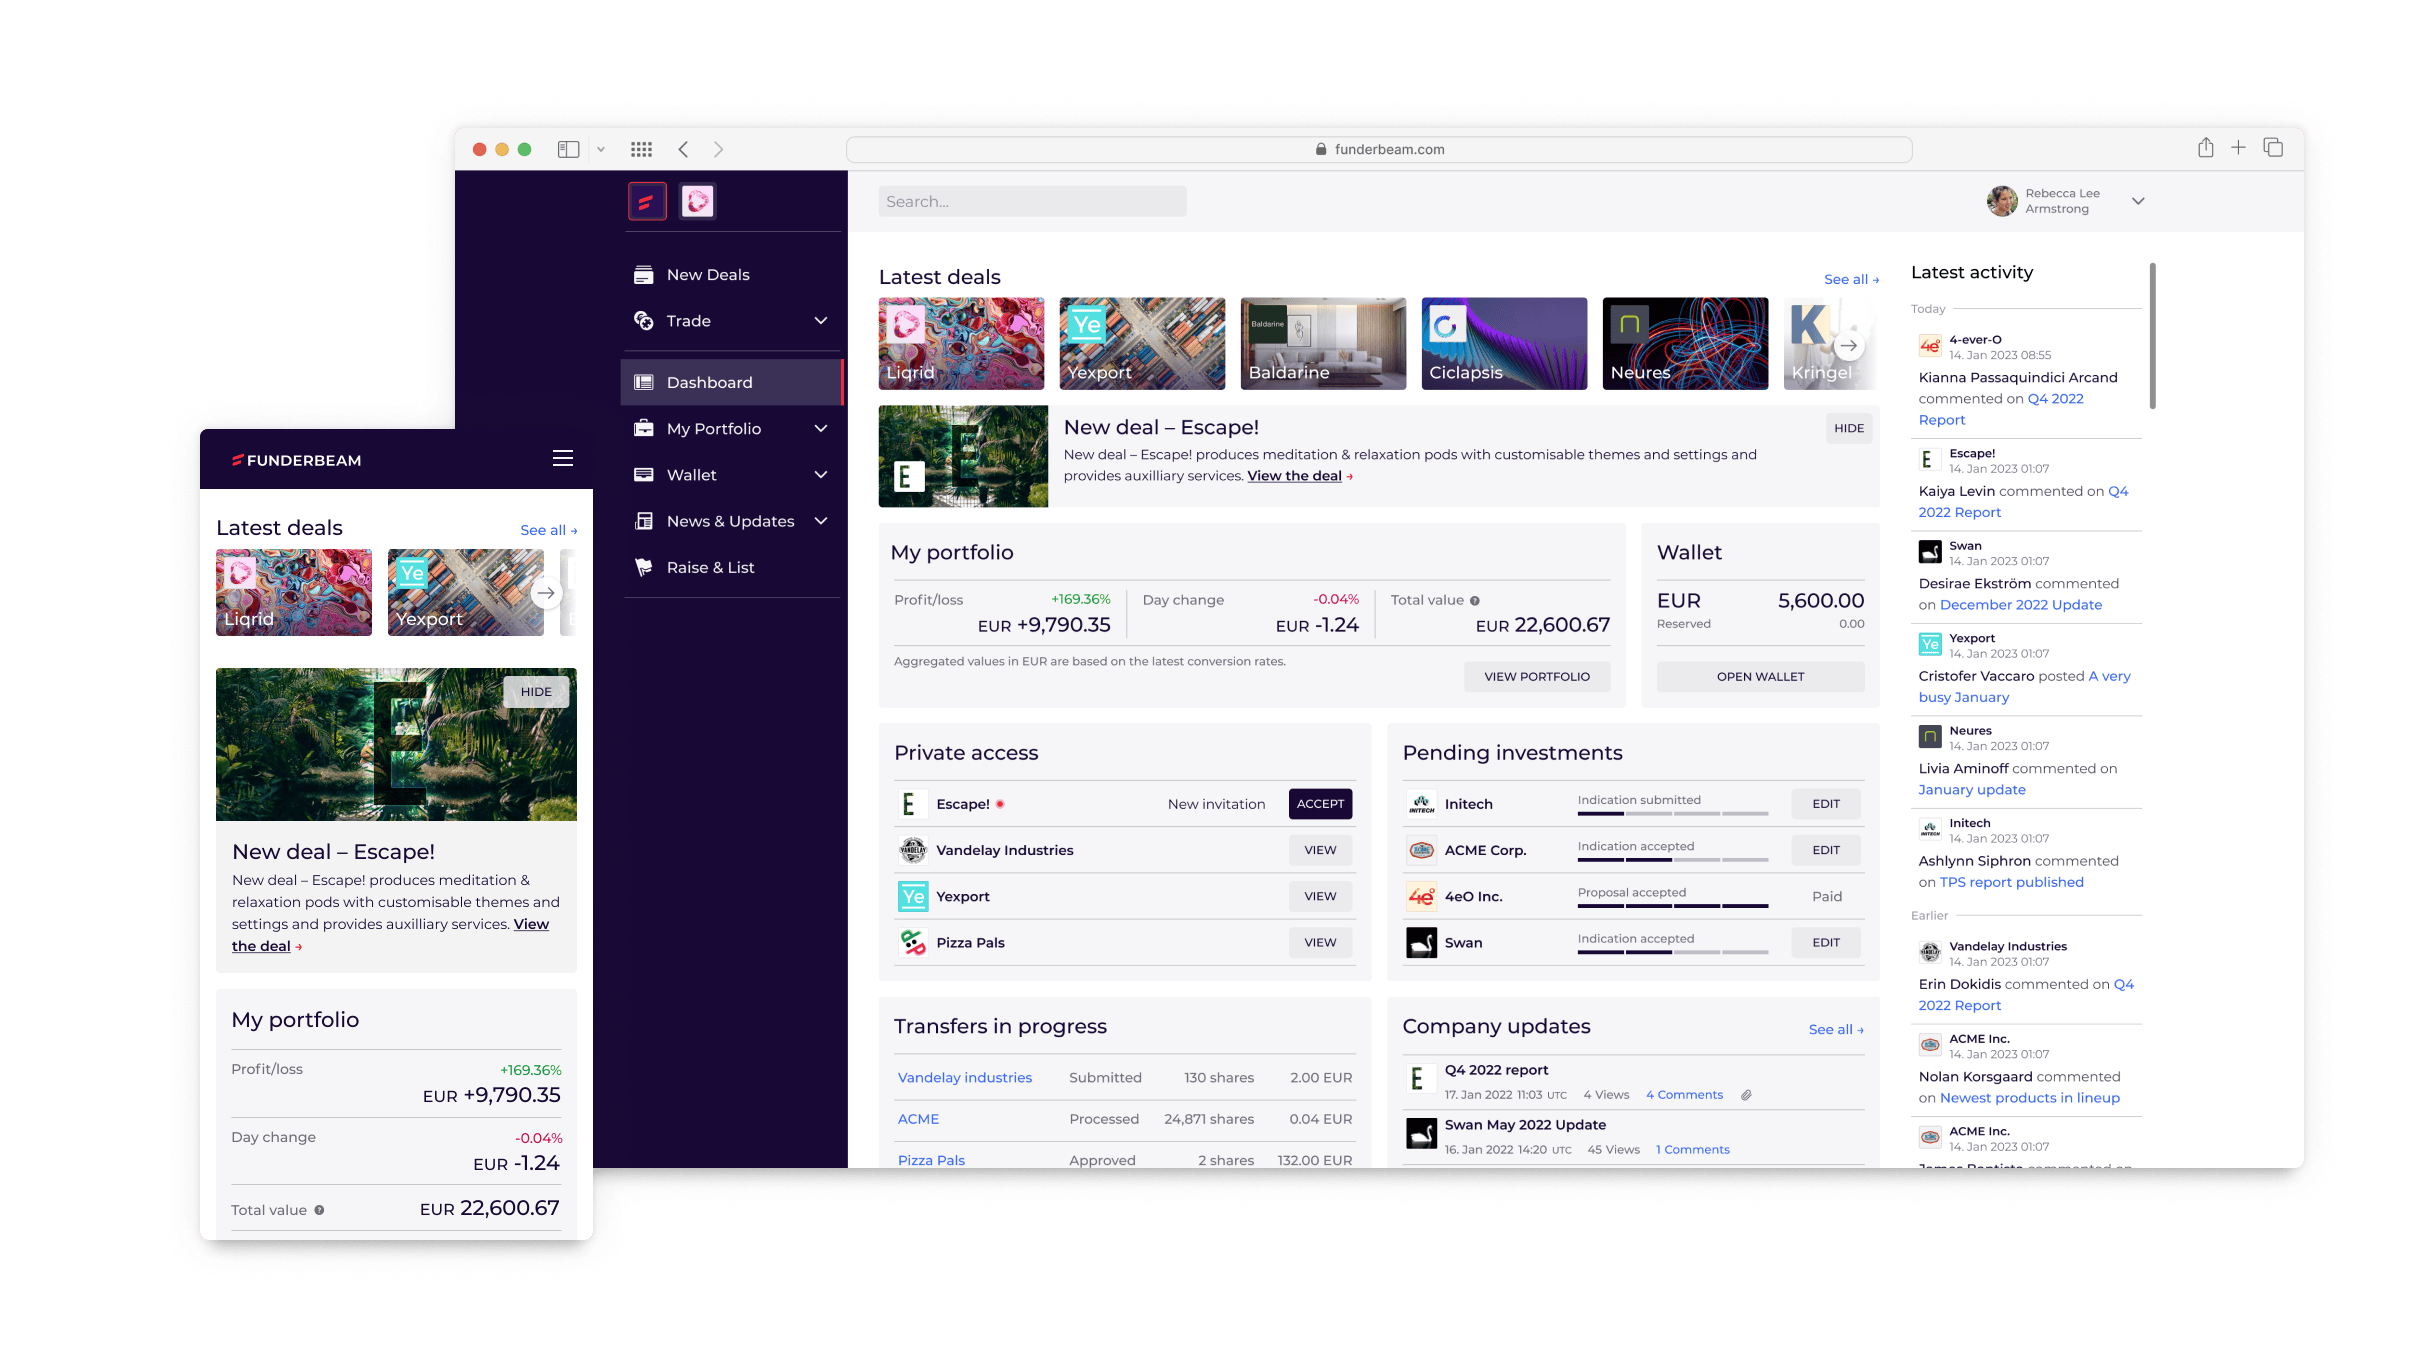 funderbeam.com
Search...
Rebecca Lee
Armstrong
New Deals
Trade
Dashboard
My Portfolio
Wallet
News & Updates
Raise & List
Latest deals
See all →
Liqrid
Ye
Yexport
Baldarine
Baldarine
Ciclapsis
Neures
K
Kringel
E
New deal – Escape!
HIDE
New deal – Escape! produces meditation & relaxation pods with customisable themes and settings and
provides auxilliary services. View the deal →
My portfolio
Profit/loss
+169.36%
EUR +9,790.35
Day change
-0.04%
EUR -1.24
Total value
EUR 22,600.67
Aggregated values in EUR are based on the latest conversion rates.
VIEW PORTFOLIO
Wallet
EUR 5,600.00
Reserved 0.00
OPEN WALLET
Private access
E Escape! New invitation ACCEPT
VANDELAY Vandelay Industries VIEW
Ye Yexport VIEW
Pizza Pals VIEW
Pending investments
INITECH Initech Indication submitted EDIT
ACME Corp. Indication accepted EDIT
4e° 4eO Inc. Proposal accepted Paid
Swan Indication accepted EDIT
Transfers in progress
Vandelay industries Submitted 130 shares 2.00 EUR
ACME Processed 24,871 shares 0.04 EUR
Pizza Pals Approved 2 shares 132.00 EUR
Company updates
See all →
E Q4 2022 report
17. Jan 2022 11:03 UTC 4 Views 4 Comments
Swan May 2022 Update
16. Jan 2022 14:20 UTC 45 Views 1 Comments
Latest activity
Today
4e° 4-ever-O
14. Jan 2023 08:55
Kianna Passaquindici Arcand
commented on Q4 2022
Report
E Escape!
14. Jan 2023 01:07
Kaiya Levin commented on Q4
2022 Report
Swan
14. Jan 2023 01:07
Desirae Ekström commented
on December 2022 Update
Ye Yexport
14. Jan 2023 01:07
Cristofer Vaccaro posted A very
busy January
Neures
14. Jan 2023 01:07
Livia Aminoff commented on
January update
INITECH Initech
14. Jan 2023 01:07
Ashlynn Siphron commented
on TPS report published
Earlier
Vandelay Industries
14. Jan 2023 01:07
Erin Dokidis commented on Q4
2022 Report
ACME Inc.
14. Jan 2023 01:07
Nolan Korsgaard commented
on Newest products in lineup
ACME Inc.
14. Jan 2023 01:07
FUNDERBEAM
Latest deals
See all →
Liqrid
Ye
Yexport
E
HIDE
New deal – Escape!
New deal – Escape! produces meditation &
relaxation pods with customisable themes and
settings and provides auxilliary services. View
the deal →
My portfolio
Profit/loss +169.36%
EUR +9,790.35
Day change -0.04%
EUR -1.24
Total value EUR 22,600.67